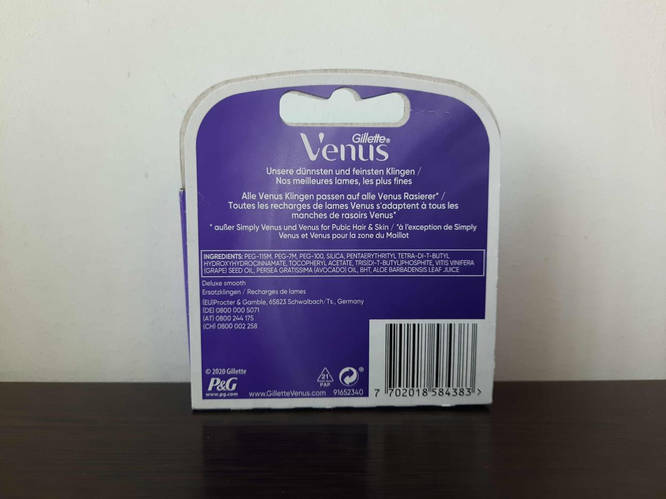 Gillette®
Venus
Unsere dünnsten und feinsten Klingen /
Nos meilleures lames, les plus fines
Alle Venus Klingen passen auf alle Venus Rasierer* /
Toutes les recharges de lames Venus s'adaptent à tous les
manches de rasoirs Venus*
* außer Simply Venus und Venus for Pubic Hair & Skin / *à l'exception de Simply
Venus et Venus pour la zone du Maillot
INGREDIENTS: PEG-115M, PEG-7M, PEG-100, SILICA, PENTAERYTHRITYL TETRA-DI-T-BUTYL
HYDROXYHYDROCINNAMATE, TOCOPHERYL ACETATE, TRIS(DI-T-BUTYL)PHOSPHITE, VITIS VINIFERA
(GRAPE) SEED OIL, PERSEA GRATISSIMA (AVOCADO) OIL, BHT, ALOE BARBADENSIS LEAF JUICE
Deluxe smooth
Ersatzklingen / Recharges de lames
(EU)Procter & Gamble, 65823 Schwalbach/Ts., Germany
(DE) 0800 000 5071
(AT) 0800 244 175
(CH) 0800 002 258
© 2020 Gillette
P&G
www.pg.com
www.GilletteVenus.com
21
PAP
91652340
7 702018 584383 >